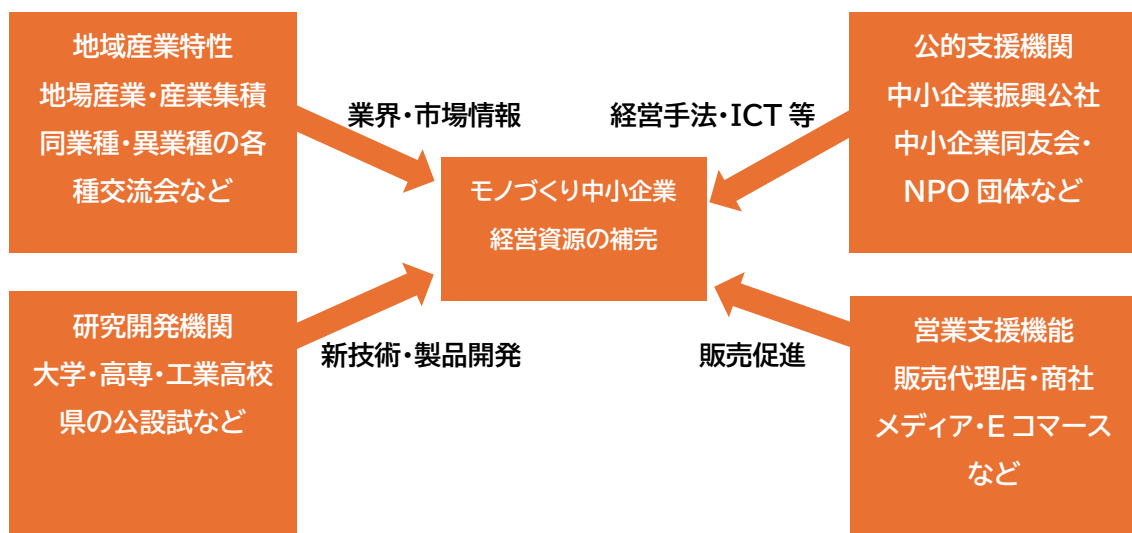 地域産業特性
地場産業・産業集積
同業種・異業種の各
種交流会など
業界・市場情報
経営手法・ICT 等
公的支援機関
中小企業振興公社
中小企業同友会・
NPO 団体など
モノづくり中小企業
経営資源の補完
研究開発機関
大学・高専・工業高校
県の公設試など
新技術・製品開発
販売促進
営業支援機能
販売代理店・商社
メディア・E コマース
など